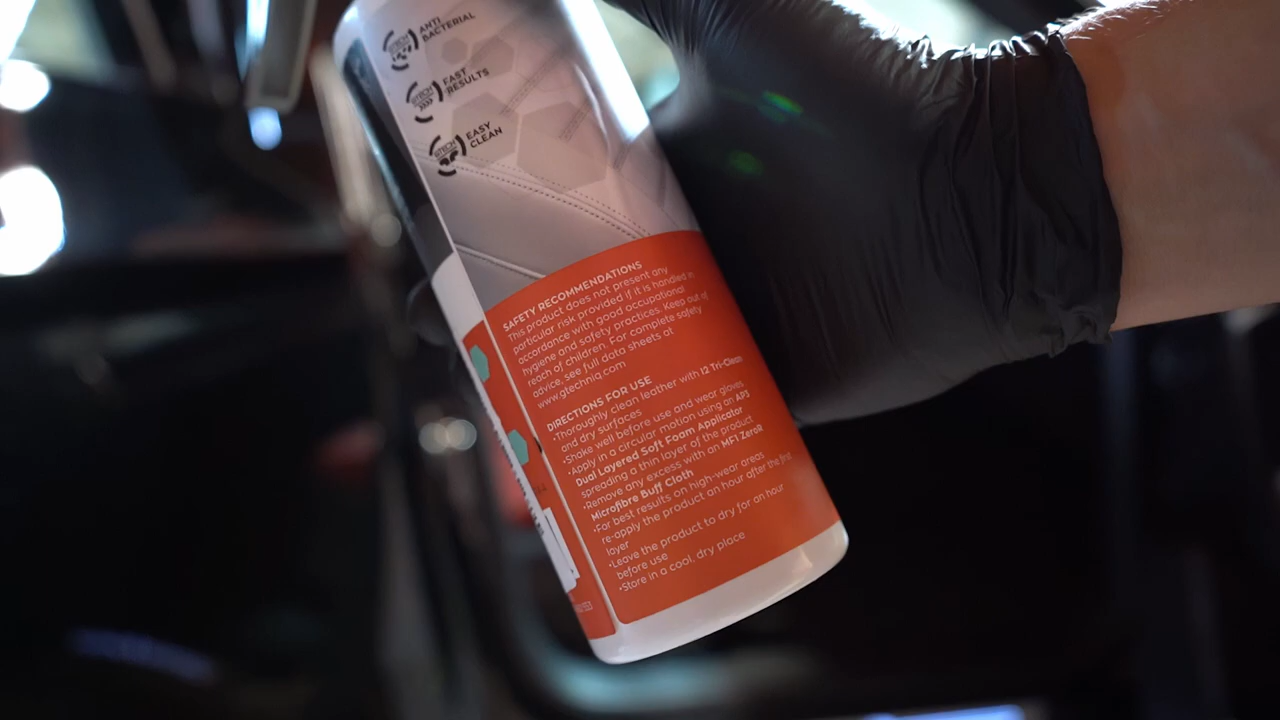 ANTI
BACTERIAL
GTECH
FAST
RESULTS
GTECH
EASY
CLEAN
SAFETY RECOMMENDATIONS
This product does not present any
particular risk provided if it is handled in
accordance with good occupational
hygiene and safety practices. Keep out of
reach of children. For complete safety
advice, see full data sheets at
www.gtechniq.com
DIRECTIONS FOR USE
•Thoroughly clean leather with I2 Tri-Clean
and dry surfaces
•Shake well before use and wear gloves
•Apply in a circular motion using an AP3
Dual Layered Soft Foam Applicator
spreading a thin layer of the product
•Remove any excess with an MF1 ZeroR
Microfibre Buff Cloth
•For best results on high-wear areas
re-apply the product an hour after the first
layer
•Leave the product to dry for an hour
before use
•Store in a cool, dry place